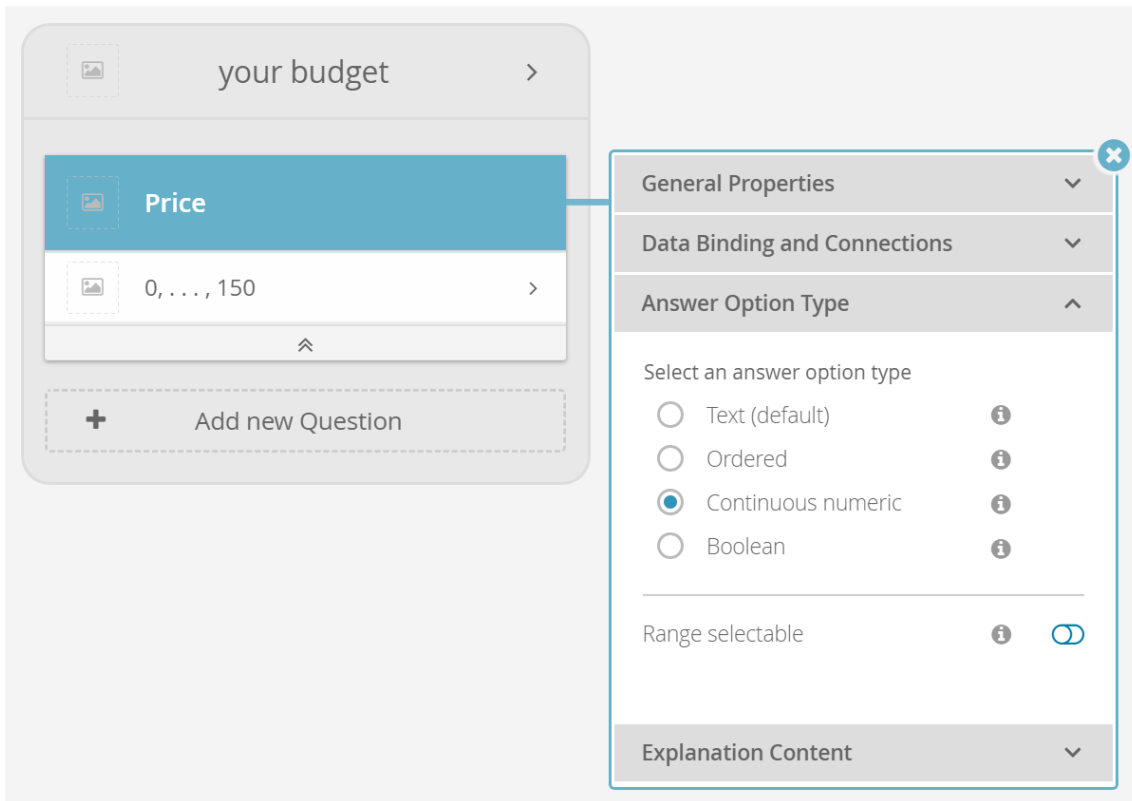 your budget
Price
0, . . . , 150
Add new Question
General Properties
Data Binding and Connections
Answer Option Type
Select an answer option type
Text (default)
Ordered
Continuous numeric
Boolean
Range selectable
Explanation Content